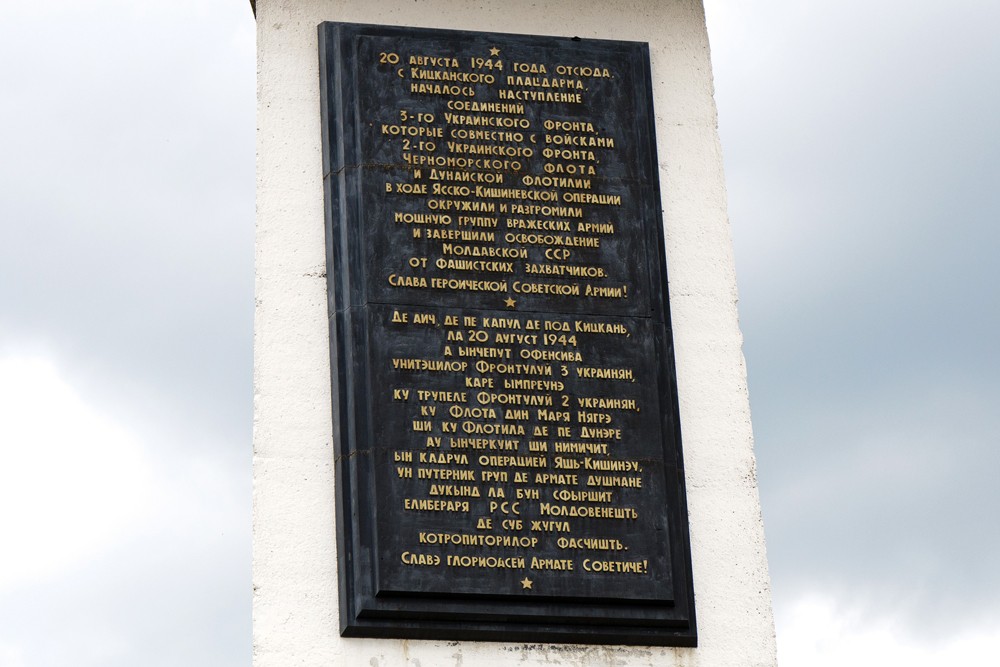 20 августа 1944 года отсюда,
с Кицканского плацдарма,
началось наступление
соединений
3-го Украинского фронта,
которые совместно с войсками
2-го Украинского фронта,
Черноморского флота
и Дунайской флотилии
в ходе Ясско-Кишиневской операции
окружили и разгромили
мощную группу вражеских армий
и завершили освобождение
Молдавской ССР
от фашистских захватчиков.
Слава героической Советской Армии!
Де аич, де пе капул де под Кицкань,
ла 20 аугуст 1944
а ынчепут офенсива
унитэцилор Фронтулуй 3 украинян,
каре ымпреунэ
ку трупеле Фронтулуй 2 украинян,
ку Флота дин Маря Нягрэ
ши ку Флотила де пе Дунэре
ау ынчеркуит ши нимичит,
ын кадрул операцией Яшь-Кишинэу,
ун путерник груп де армате душмане
дукынд ла бун сфыршит
елиберaря РСС Молдовенешть
де суб жугул
котропиторилор фасчишть.
Славэ глориоасей Армате Советиче!